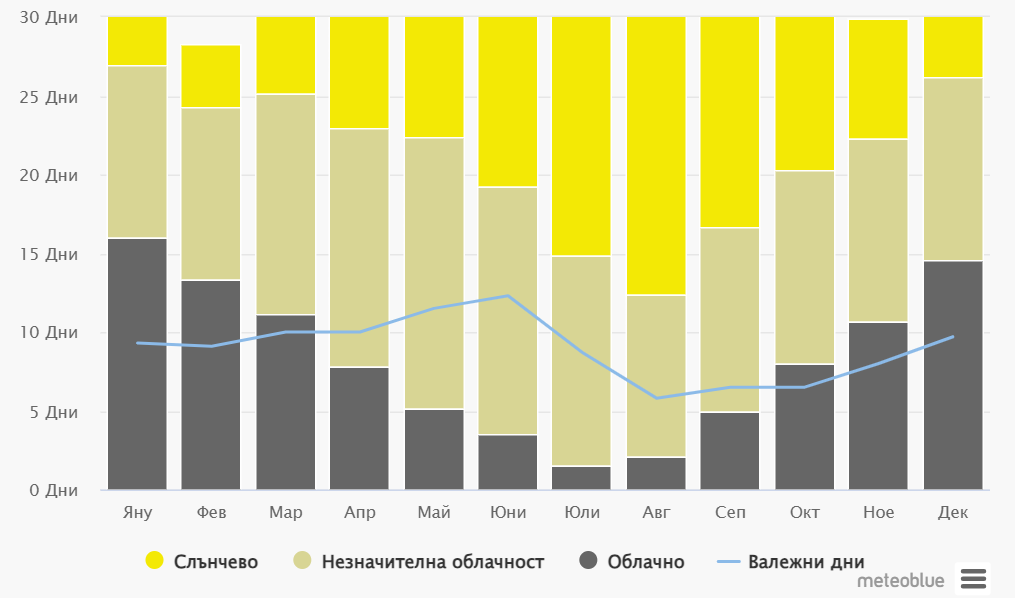 30 Дни
25 Дни
20 Дни
15 Дни
10 Дни
5 Дни
0 Дни
Яну Фев Мар Апр Май Юни Юли Авг Сеп Окт Ное Дек
Слънчево Незначителна облачност Облачно Валежни дни
meteoblue